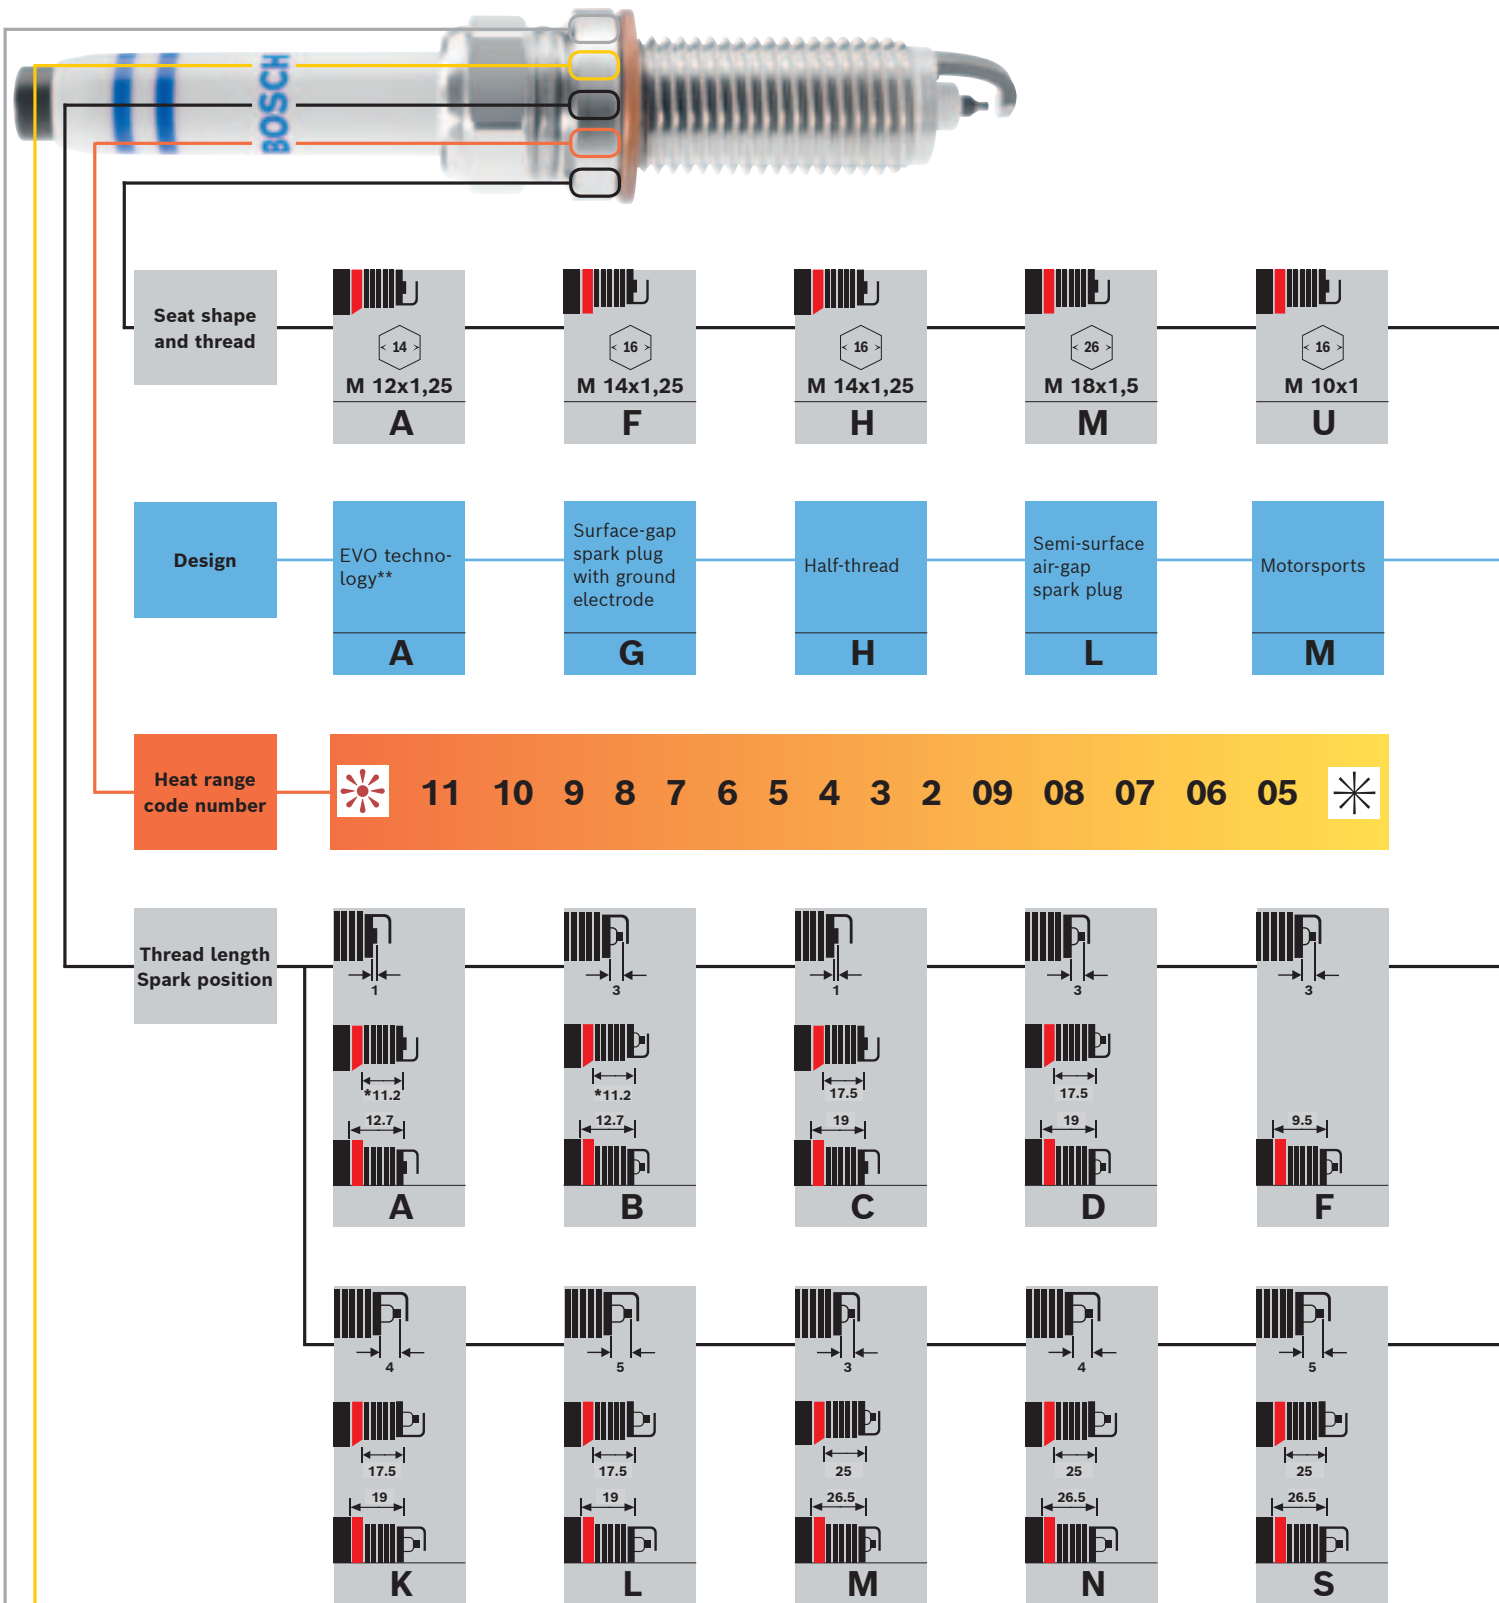 BOSCH
Seat shape
and thread
< 14 >
M 12x1,25
A
< 16 >
M 14x1,25
F
< 16 >
M 14x1,25
H
< 26 >
M 18x1,5
M
< 16 >
M 10x1
U
Design
EVO techno-
logy**
A
Surface-gap
spark plug
with ground
electrode
G
Half-thread
H
Semi-surface
air-gap
spark plug
L
Motorsports
M
Heat range
code number
11 10 9 8 7 6 5 4 3 2 09 08 07 06 05
Thread length
Spark position
1
*11.2
12.7
A
3
*11.2
12.7
B
1
17.5
19
C
3
17.5
19
D
3
9.5
F
4
17.5
19
K
5
17.5
19
L
3
25
26.5
M
4
25
26.5
N
5
25
26.5
S